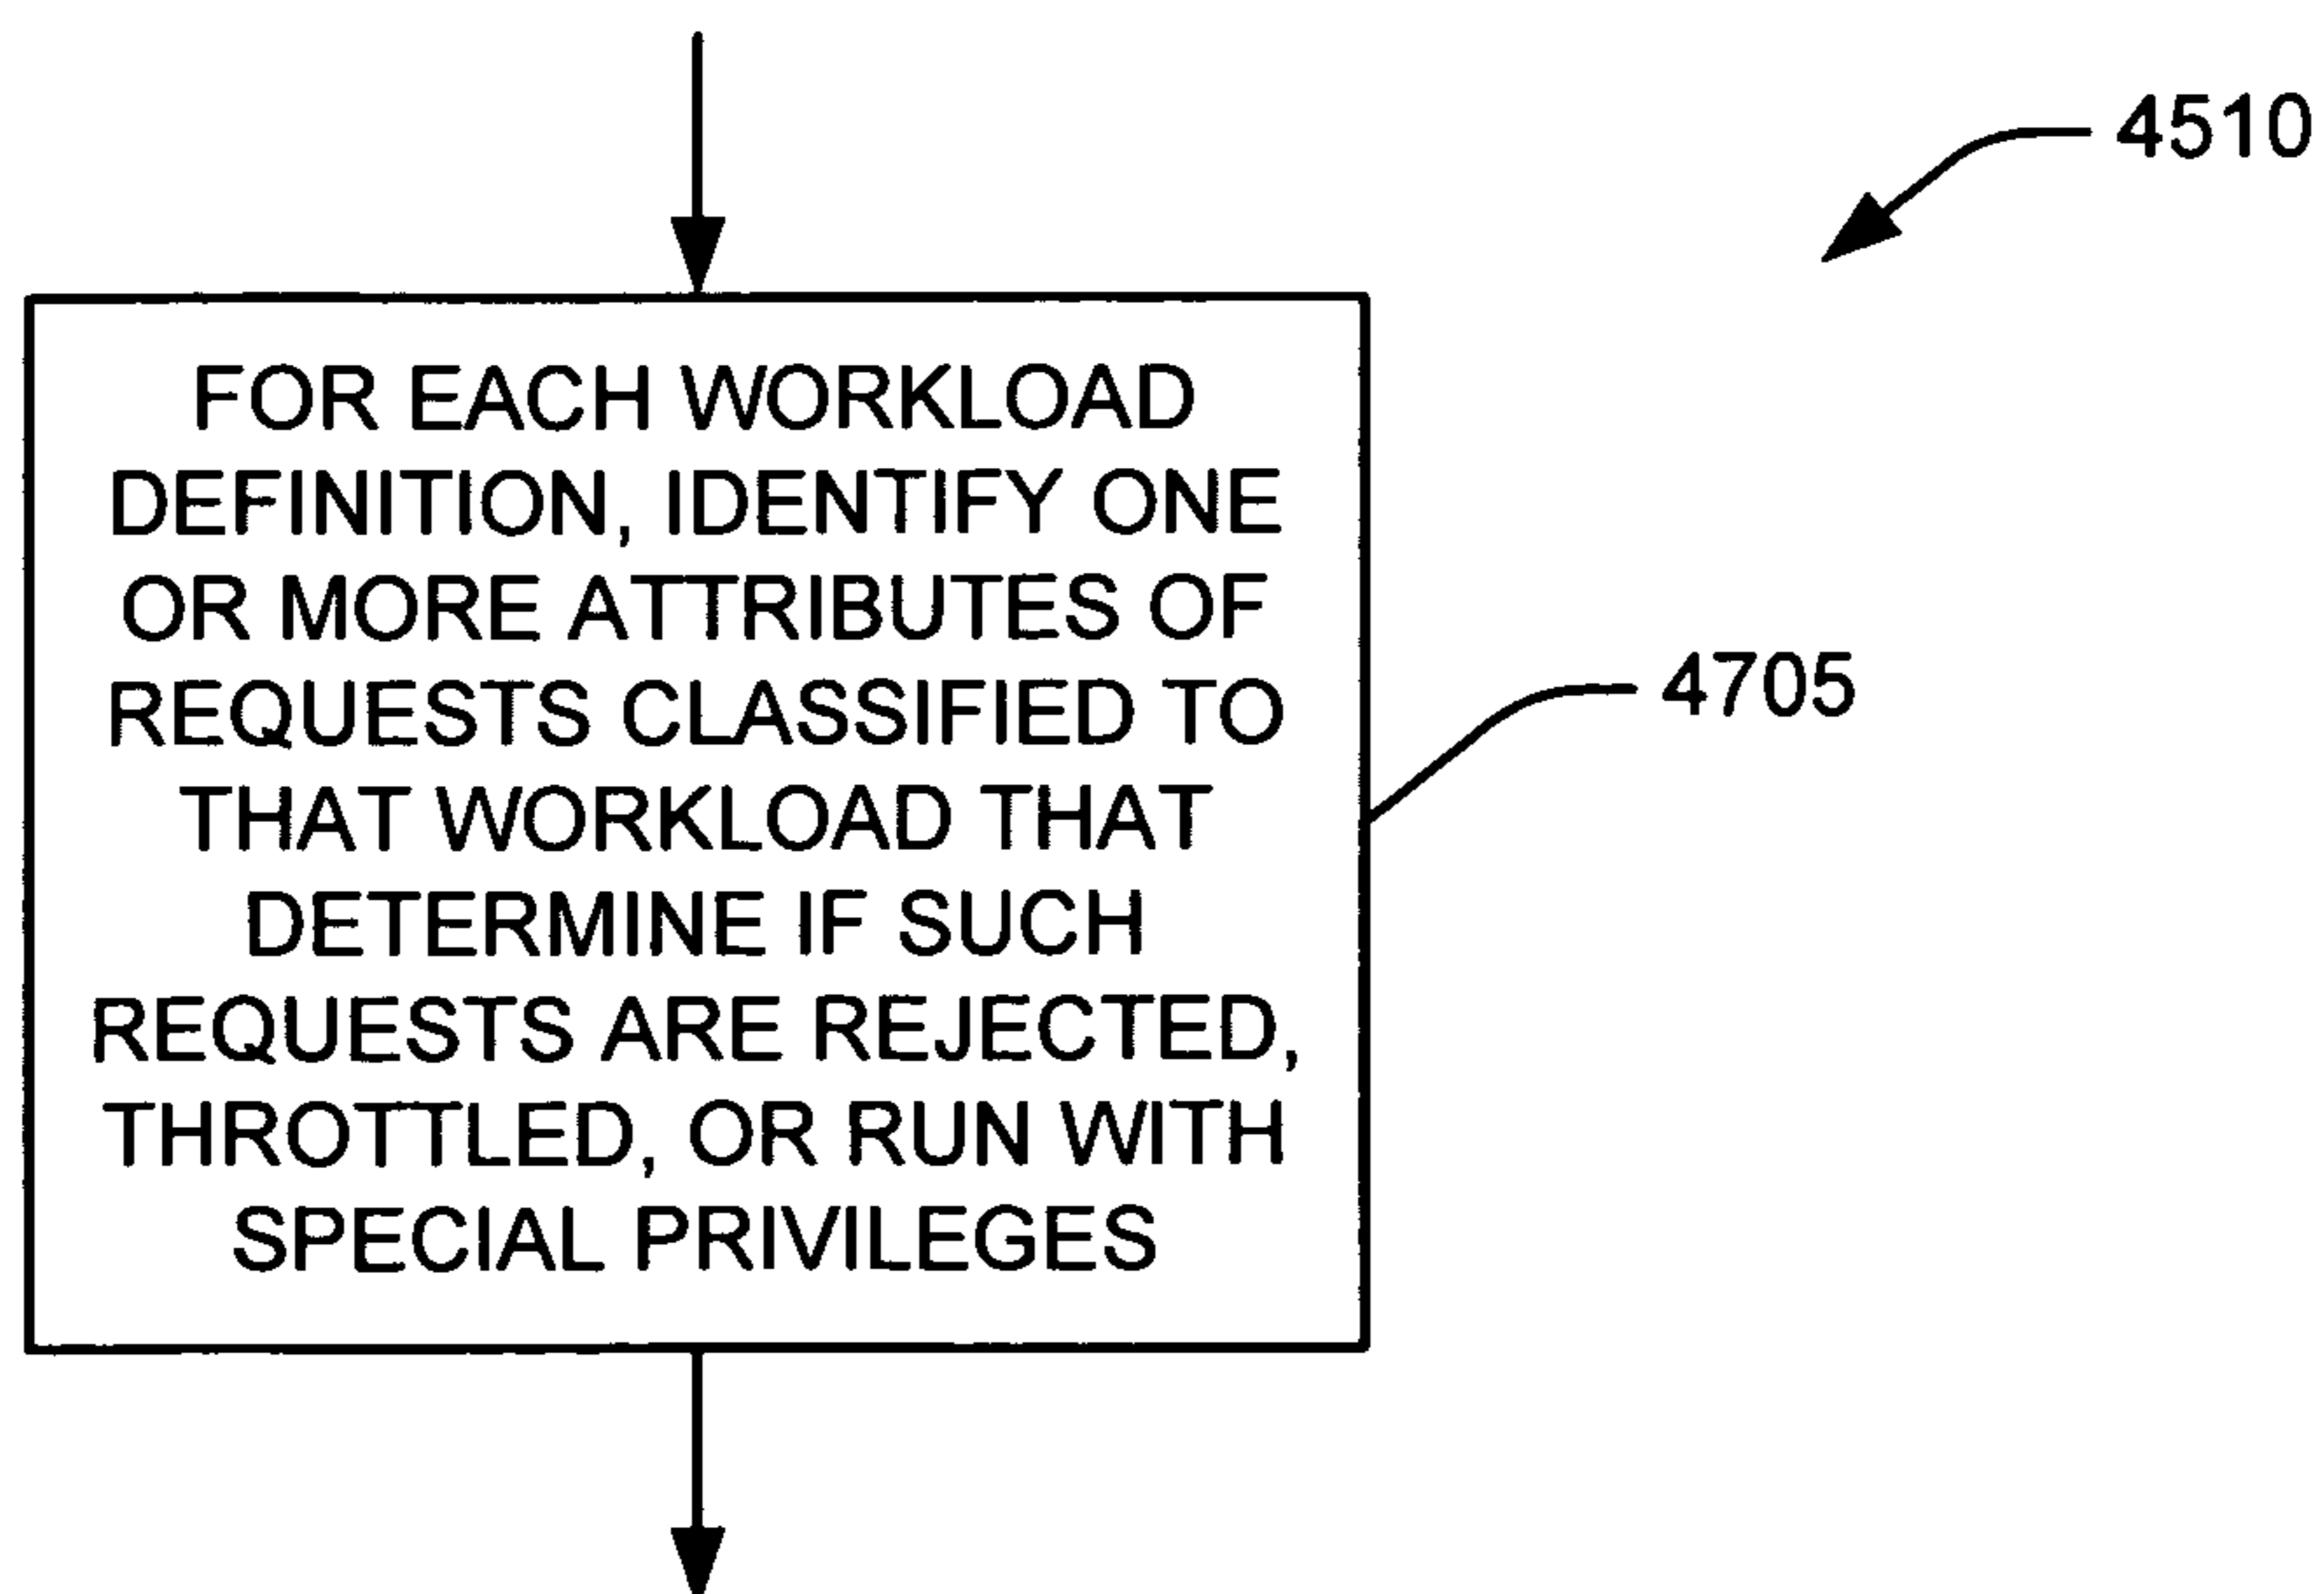 4510
FOR EACH WORKLOAD
DEFINITION, IDENTIFY ONE
OR MORE ATTRIBUTES OF
REQUESTS CLASSIFIED TO
THAT WORKLOAD THAT
DETERMINE IF SUCH
REQUESTS ARE REJECTED,
THROTTLED, OR RUN WITH
SPECIAL PRIVILEGES
4705